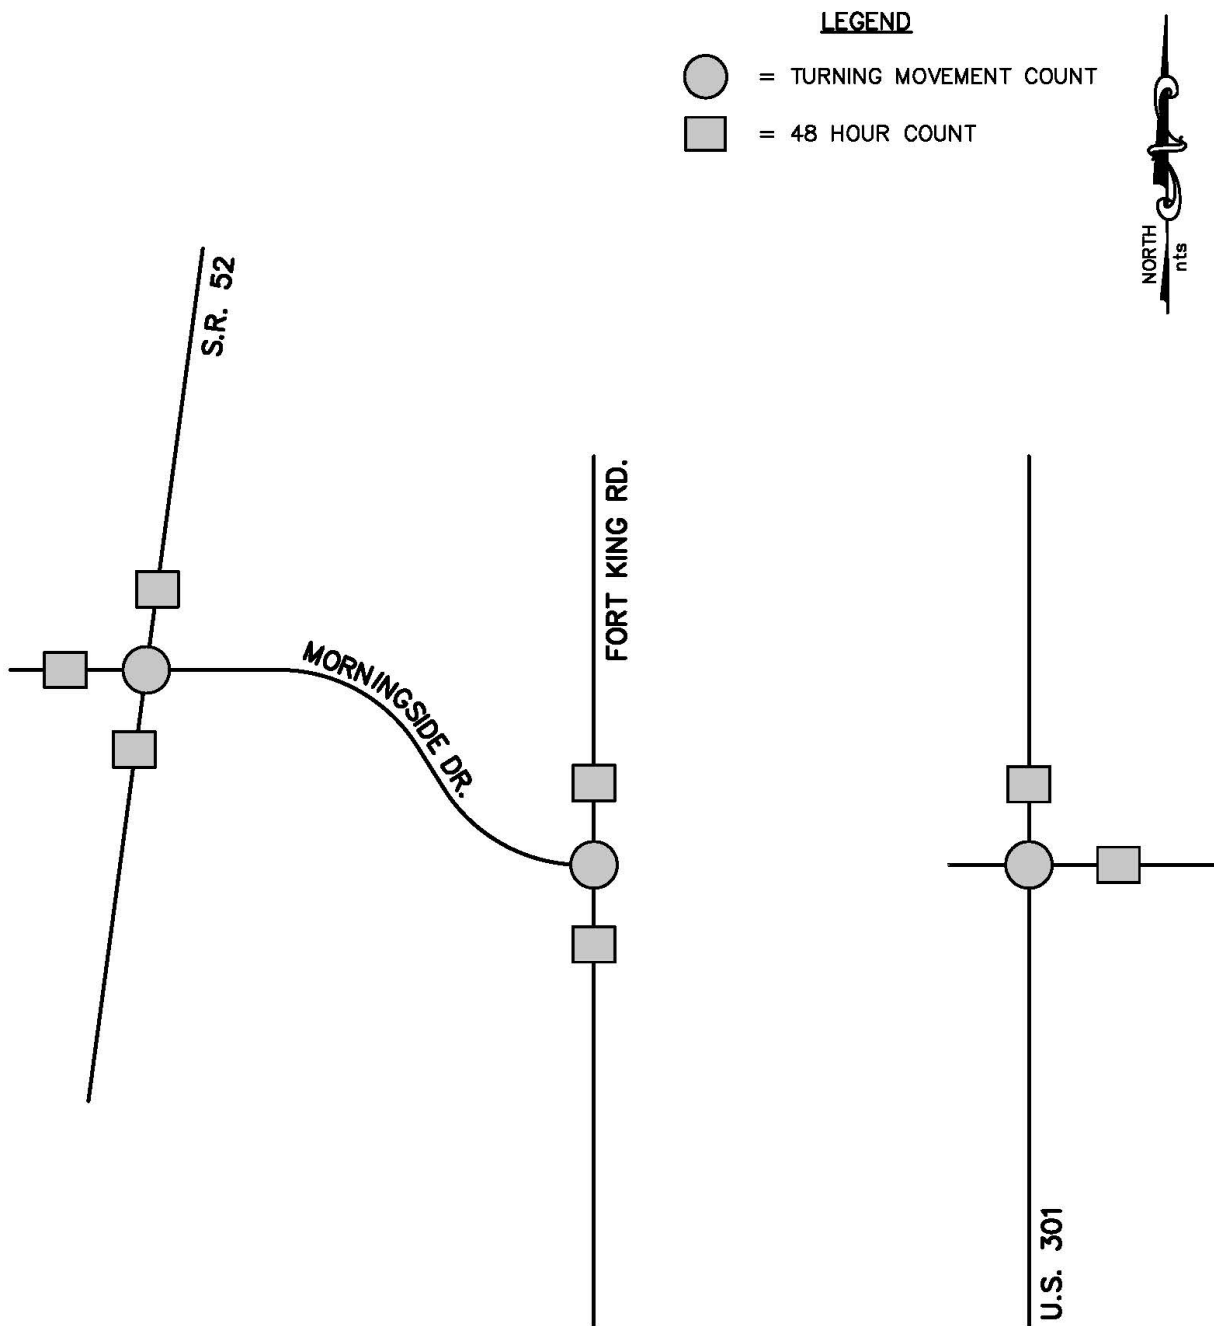 LEGEND
= TURNING MOVEMENT COUNT
= 48 HOUR COUNT
NORTH
nts
S.R. 52
FORT KING RD.
MORNINGSIDE DR.
U.S. 301